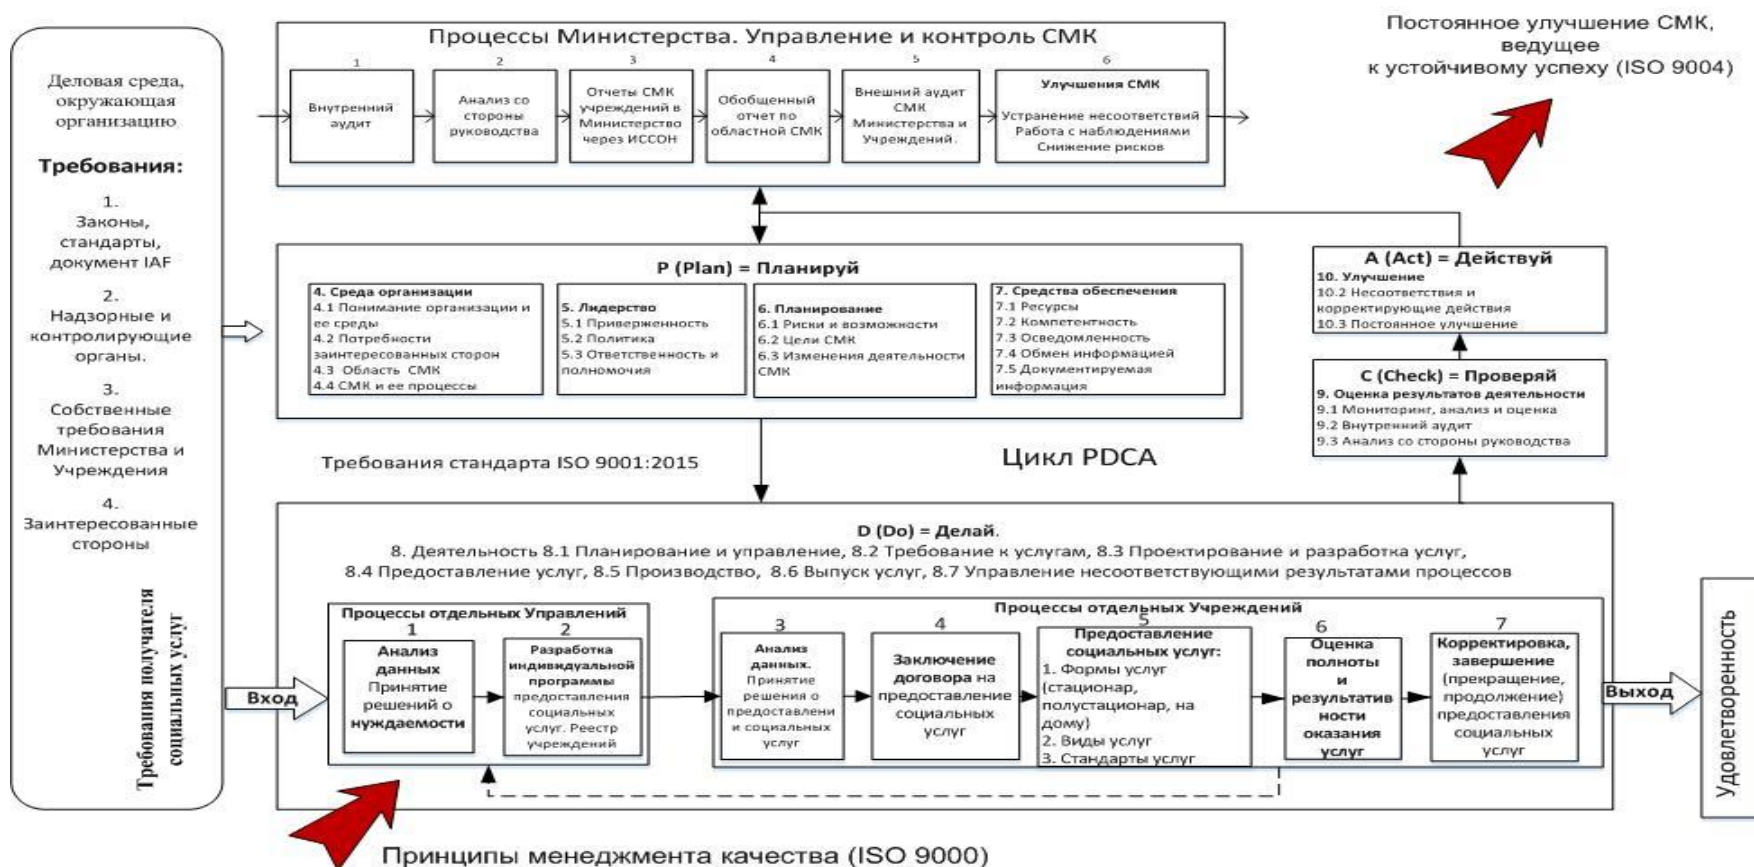 Деловая среда,
окружающая
организацию
Требования:
1.
Законы,
стандарты,
документ IAF
2.
Надзорные и
контролирующие
органы.
3.
Собственные
требования
Министерства и
Учреждения
4.
Заинтересованные
стороны
Требования получателя
социальных услуг
Процессы Министерства. Управление и контроль СМК
1
Внутренний
аудит
2
Анализ со
стороны
руководства
3
Отчеты СМК
учреждений в
Министерство
через ИССОН
4
Обобщенный
отчет по
областной СМК
5
Внешний аудит
СМК
Министерства и
Учреждений.
6
Улучшения СМК
Устранение несоответствий
Работа с наблюдениями
Снижение рисков
Постоянное улучшение СМК,
ведущее
к устойчивому успеху (ISO 9004)
P (Plan) = Планируй
4. Среда организации
4.1 Понимание организации и
ее среды
4.2 Потребности
заинтересованных сторон
4.3 Область СМК
4.4 СМК и ее процессы
5. Лидерство
5.1 Приверженность
5.2 Политика
5.3 Ответственность и
полномочия
6. Планирование
6.1 Риски и возможности
6.2 Цели СМК
6.3 Изменения деятельности
СМК
7. Средства обеспечения
7.1 Ресурсы
7.2 Компетентность
7.3 Осведомленность
7.4 Обмен информацией
7.5 Документируемая
информация
A (Act) = Действуй
10. Улучшение
10.2 Несоответствия и
корректирующие действия
10.3 Постоянное улучшение
C (Check) = Проверяй
9. Оценка результатов деятельности
9.1 Мониторинг, анализ и оценка
9.2 Внутренний аудит
9.3 Анализ со стороны руководства
Требования стандарта ISO 9001:2015
Цикл PDCA
D (Do) = Делай.
8. Деятельность 8.1 Планирование и управление, 8.2 Требование к услугам, 8.3 Проектирование и разработка услуг,
8.4 Предоставление услуг, 8.5 Производство, 8.6 Выпуск услуг, 8.7 Управление несоответствующими результатами процессов
Вход
Процессы отдельных Управлений
1
Анализ
данных
Принятие
решений о
нуждаемости
2
Разработка
индивидуальной
программы
предоставления
социальных
услуг. Реестр
учреждений
Процессы отдельных Учреждений
3
Анализ
данных.
Принятие
решения о
предоставлени
и социальных
услуг
4
Заключение
договора на
предоставление
социальных
услуг
5
Предоставление
социальных услуг:
1. Формы услуг
(стационар,
полустационар, на
дому)
2. Виды услуг
3. Стандарты услуг
6
Оценка
полноты
и
результатив
ности
оказания
услуг
7
Корректировка,
завершение
(прекращение,
продолжение)
предоставления
социальных
услуг
Выход
Удовлетворенность
Принципы менеджмента качества (ISO 9000)